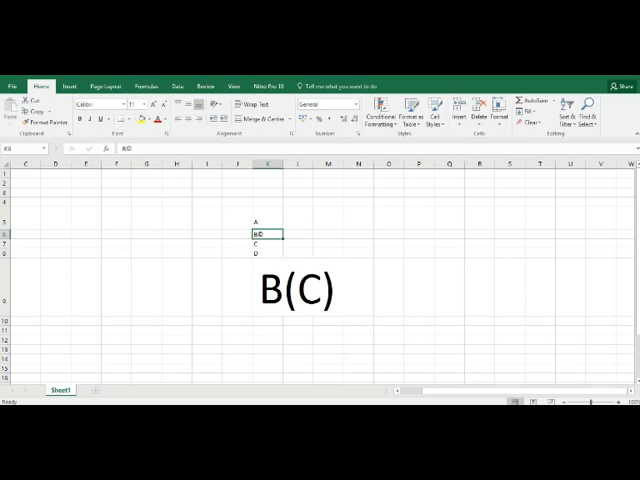 File Home Insert Page Layout Formulas Data Review View Nitro Pro 10 Tell me what you want to do Share
Cut
Copy
Format Painter
Paste
Clipboard
Calibri 11
B I U
Font
Wrap Text
Merge & Center
Alignment
General
Number
Conditional Formatting
Format as Table
Cell Styles
Styles
Insert Delete Format
Cells
AutoSum
Fill
Clear
Sort & Filter
Find & Select
Editing
K6 B©
C D E F G H I J K L M N O P Q R S T U V W
1
2
3
4
5 A
6 B©
7 C
8 D
9 B(C)
10
11
12
13
14
15
16
Sheet1
Ready 100%